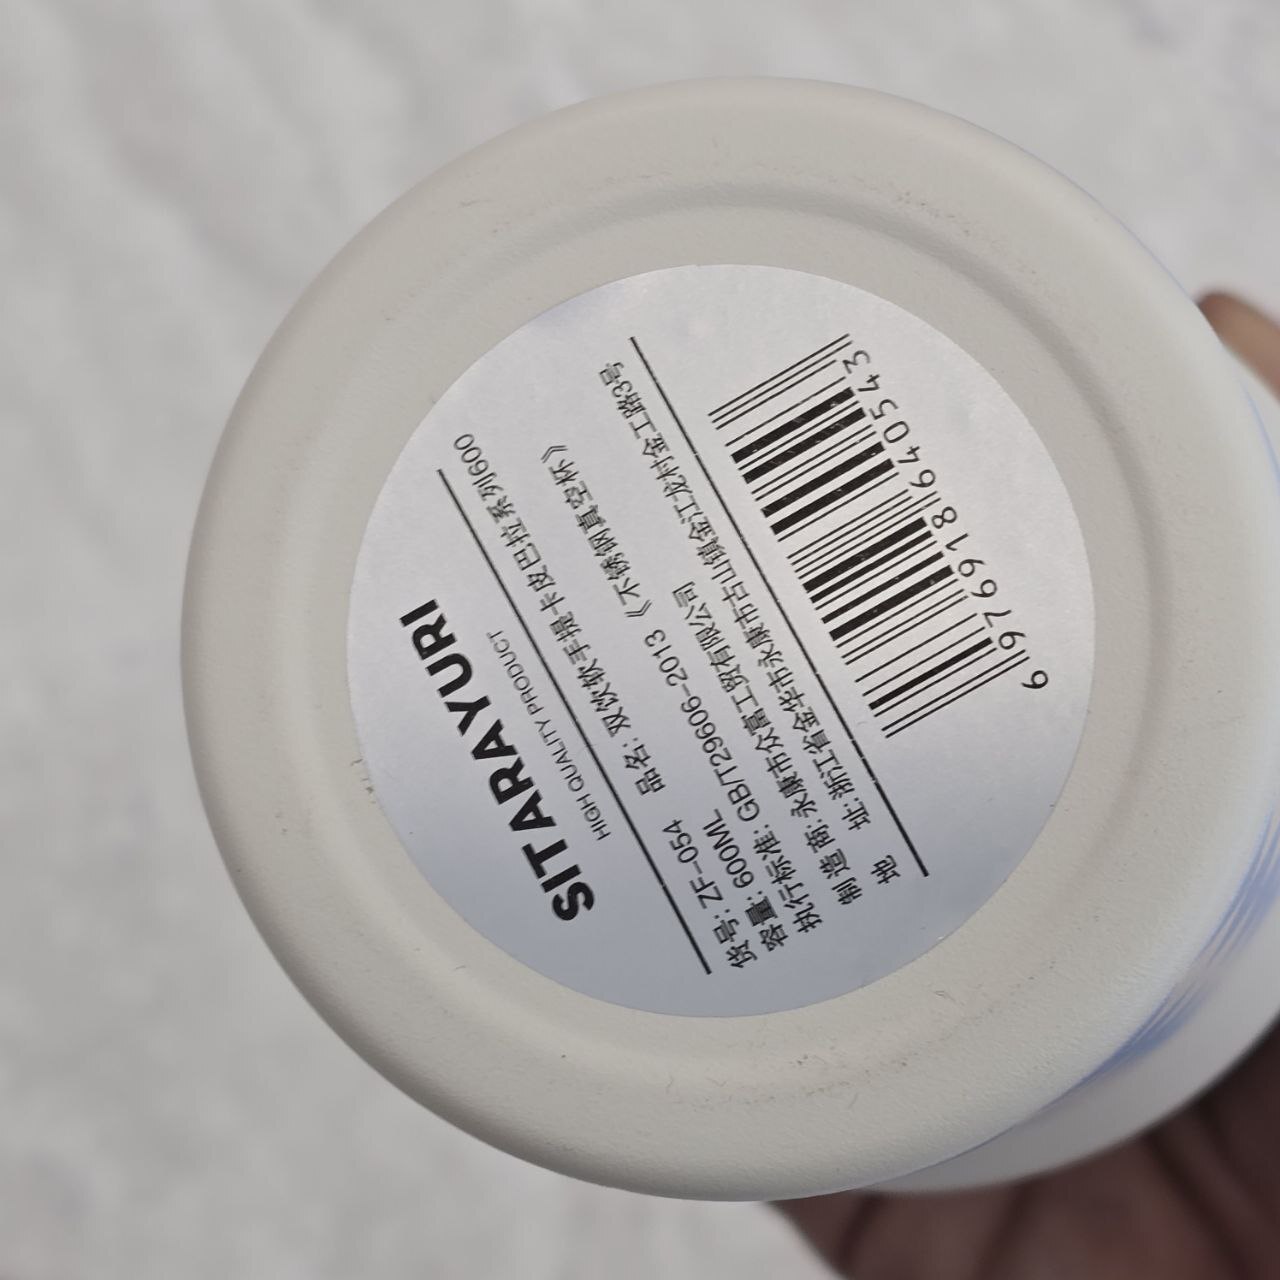 SITARAYURI
HIGH QUALITY PRODUCT
品名: 双饮软手提卡皮巴拉系列600
货号: ZF-054
容量: 600ML
执行标准: GB/T29606-2013《不锈钢真空杯》
制造商: 永康市众富工贸有限公司
地址: 浙江省金华市永康市古山镇金江龙村金工路3号
6976918640543